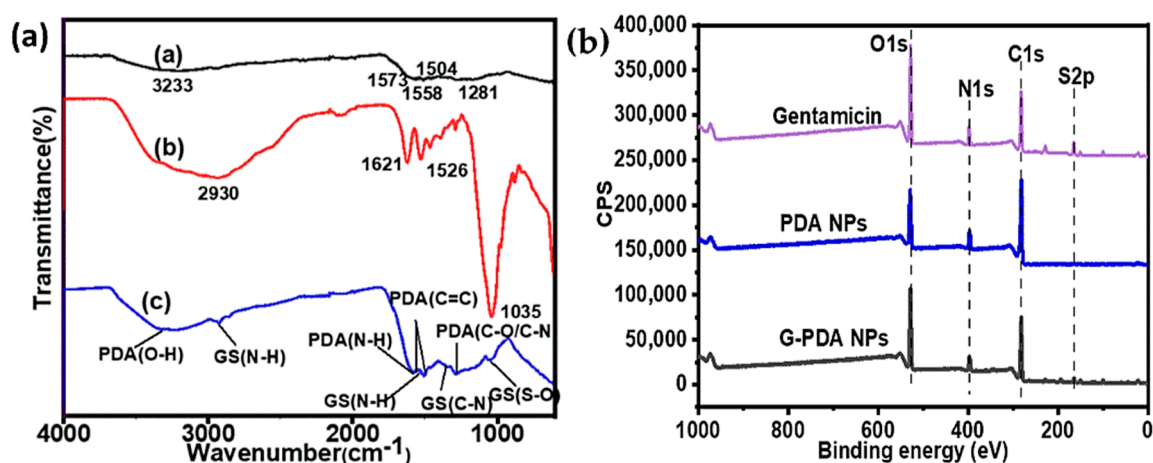 (a)
(a)
3233
1573
1504
1558
1281
(b)
2930
1621
1526
1035
(c)
PDA(O-H)
GS(N-H)
PDA(C=C)
PDA(N-H)
PDA(C-O/C-N
GS(N-H)
GS(C-N)
GS(S-O)
Transmittance(%)
4000 3000 2000 1000
Wavenumber(cm-1)
(b)
400,000
350,000
300,000
250,000
200,000
150,000
100,000
50,000
0
CPS
O1s
N1s
C1s
S2p
Gentamicin
PDA NPs
G-PDA NPs
1000 800 600 400 200 0
Binding energy (eV)